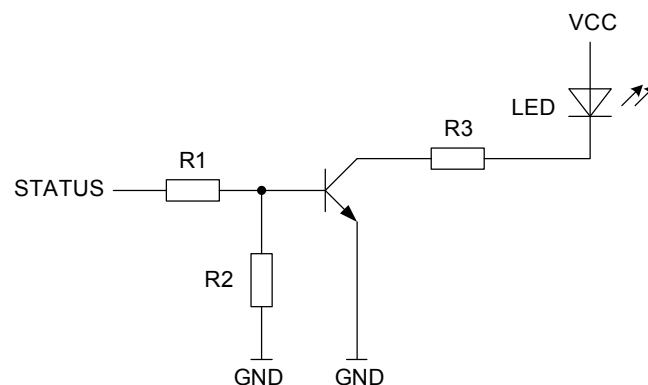 VCC
LED
R3
R1
STATUS
R2
GND
GND